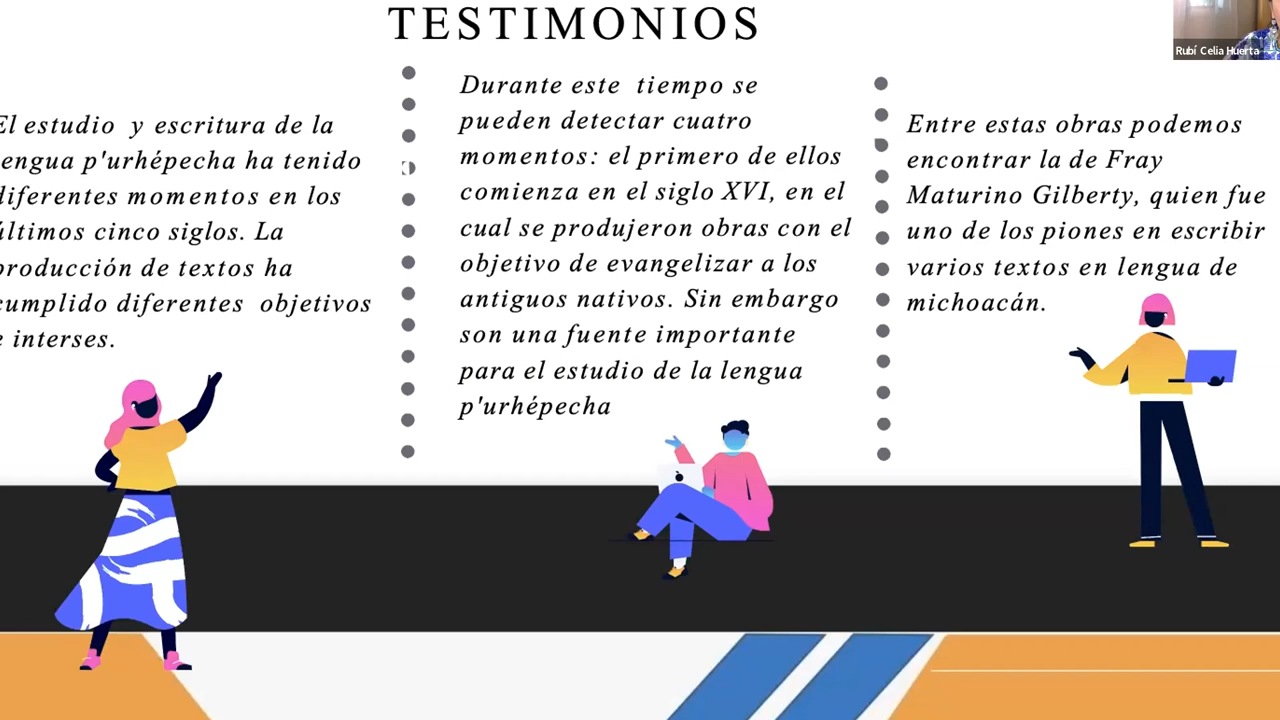 TESTIMONIOS
El estudio y escritura de la
lengua p'urhépecha ha tenido
diferentes momentos en los
últimos cinco siglos. La
producción de textos ha
cumplido diferentes objetivos
e interses.
Durante este tiempo se
pueden detectar cuatro
momentos: el primero de ellos
comienza en el siglo XVI, en el
cual se produjeron obras con el
objetivo de evangelizar a los
antiguos nativos. Sin embargo
son una fuente importante
para el estudio de la lengua
p'urhépecha
Entre estas obras podemos
encontrar la de Fray
Maturino Gilberty, quien fue
uno de los piones en escribir
varios textos en lengua de
michoacán.
Rubí Celia Huerta